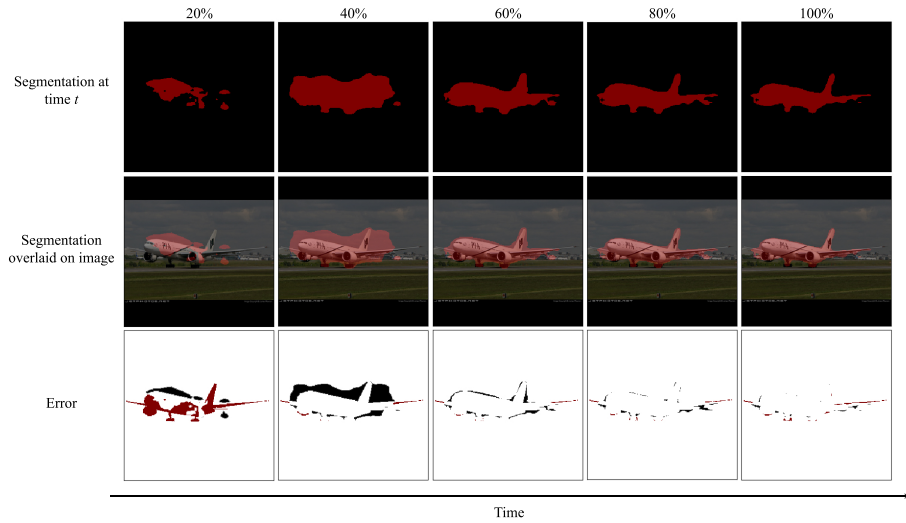 20% 40% 60% 80% 100%
Segmentation at
time t
Segmentation
overlaid on image
Error
Time